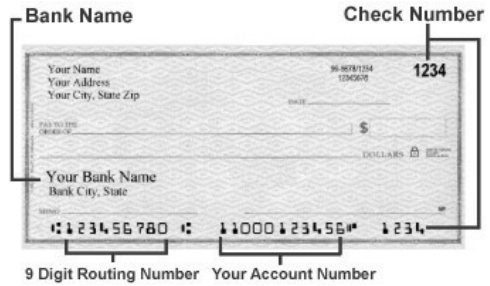 Bank Name
Check Number
Your Name
Your Address
Your City, State Zip
1234
DATE
PAY TO THE
ORDER OF
$
DOLLARS
Your Bank Name
Bank City, State
MEMO
⑆123456780⑆ 11000123456⑈ 1234
9 Digit Routing Number Your Account Number